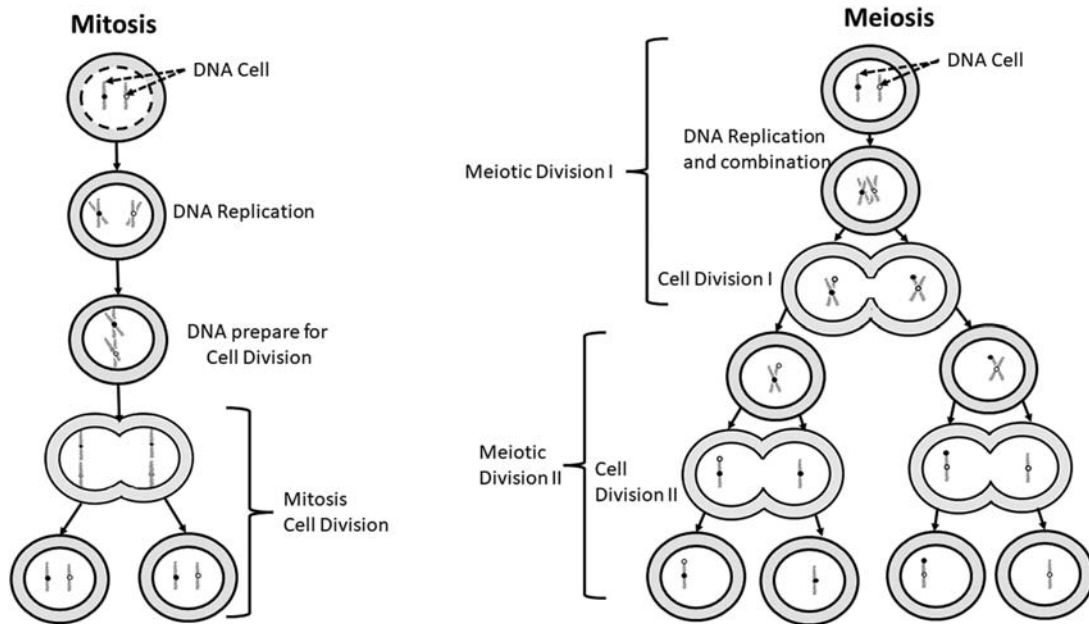 Mitosis
DNA Cell
DNA Replication
DNA prepare for
Cell Division
Mitosis
Cell Division
Meiosis
DNA Cell
DNA Replication
and combination
Meiotic Division I
Cell Division I
Meiotic
Division II
Cell
Division II